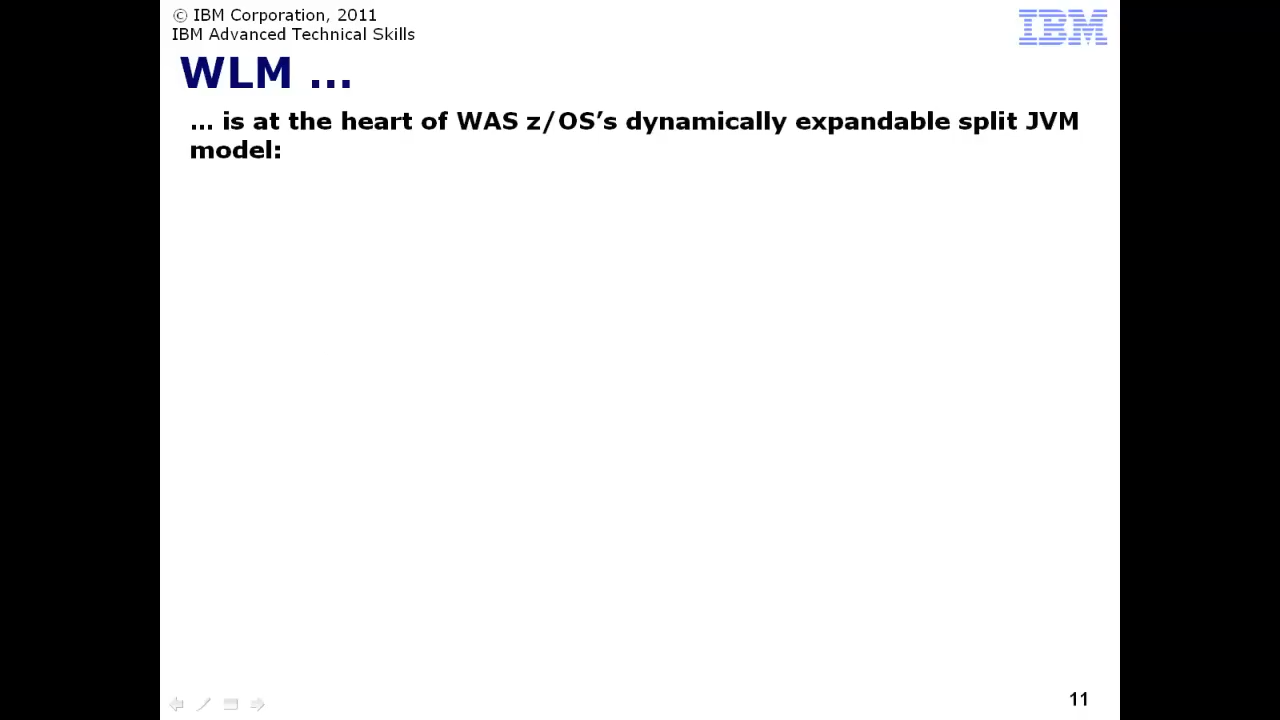 © IBM Corporation, 2011
IBM Advanced Technical Skills
IBM
WLM ...
... is at the heart of WAS z/OS’s dynamically expandable split JVM
model:
11